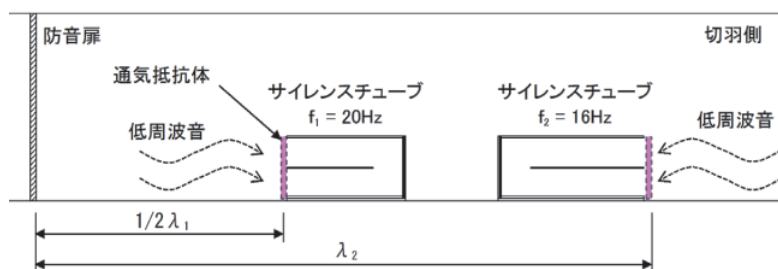 防音扉
切羽側
通気抵抗体
サイレンスチューブ
f₁ = 20Hz
サイレンスチューブ
f₂ = 16Hz
低周波音
低周波音
1/2λ₁
λ₂